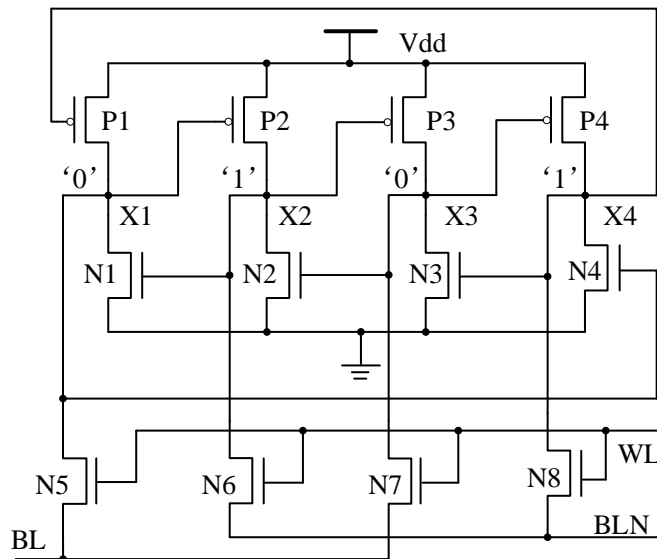 Vdd
P1 P2 P3 P4
‘0’ ‘1’ ‘0’ ‘1’
X1 X2 X3 X4
N1 N2 N3 N4
WL
N5 N6 N7 N8
BL BLN